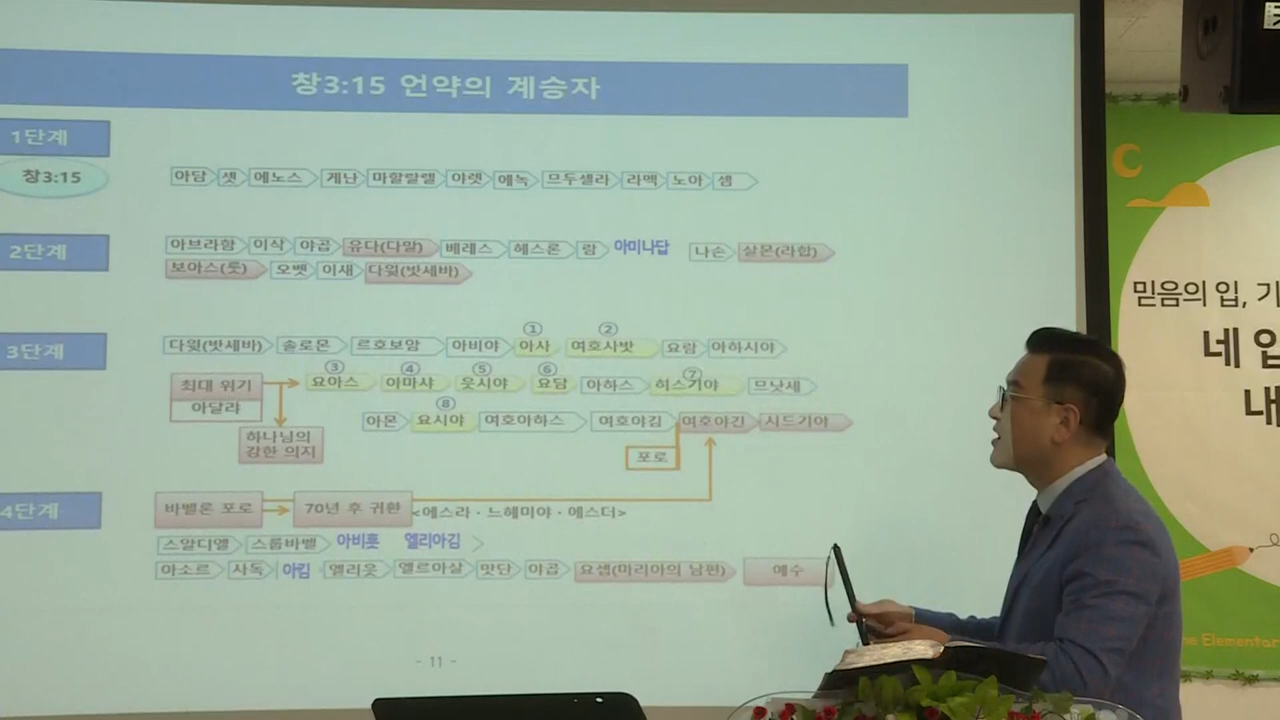 창3:15 언약의 계승자
1단계
창3:15
아담 셋 에노스 게난 마할랄렐 야렛 에녹 므두셀라 라멕 노아 셈
2단계
아브라함 이삭 야곱 유다(다말) 베레스 헤스론 람 아미나답 나손 살몬(라합)
보아스(룻) 오벳 이새 다윗(밧세바)
3단계
다윗(밧세바) 솔로몬 르호보암 아비야 ① 아사 ② 여호사밧 요람 아하시야
최대 위기 ③ 요아스 ④ 아마샤 ⑤ 웃시야 ⑥ 요담 아하스 ⑦ 히스기야 므낫세
아달랴
아몬 ⑧ 요시야 여호아하스 여호야김 여호야긴 시드기야
하나님의
강한 의지
포로
4단계
바벨론 포로 70년 후 귀환 <에스라·느헤미야·에스더>
스알디엘 스룹바벨 아비훗 엘리아김
아소르 사독 아킴 엘리웃 엘르아살 맛단 야곱 요셉(미리아의 남편) 예수
- 11 -
믿음의 입, 기
네 입
내
he Elementar